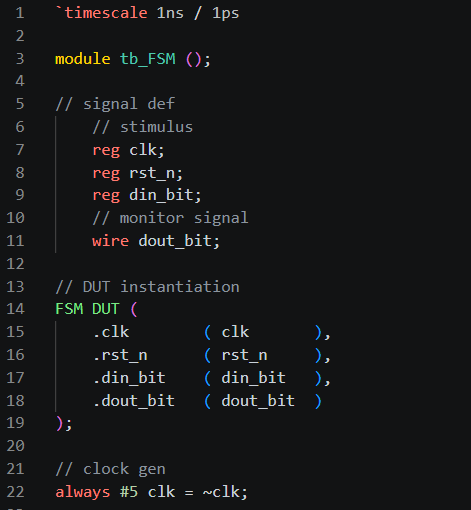 1 `timescale 1ns / 1ps
2
3 module tb_FSM ();
4
5 // signal def
6     // stimulus
7     reg clk;
8     reg rst_n;
9     reg din_bit;
10     // monitor signal
11     wire dout_bit;
12
13 // DUT instantiation
14 FSM DUT (
15     .clk        ( clk       ),
16     .rst_n      ( rst_n     ),
17     .din_bit    ( din_bit   ),
18     .dout_bit   ( dout_bit  )
19 );
20
21 // clock gen
22 always #5 clk = ~clk;